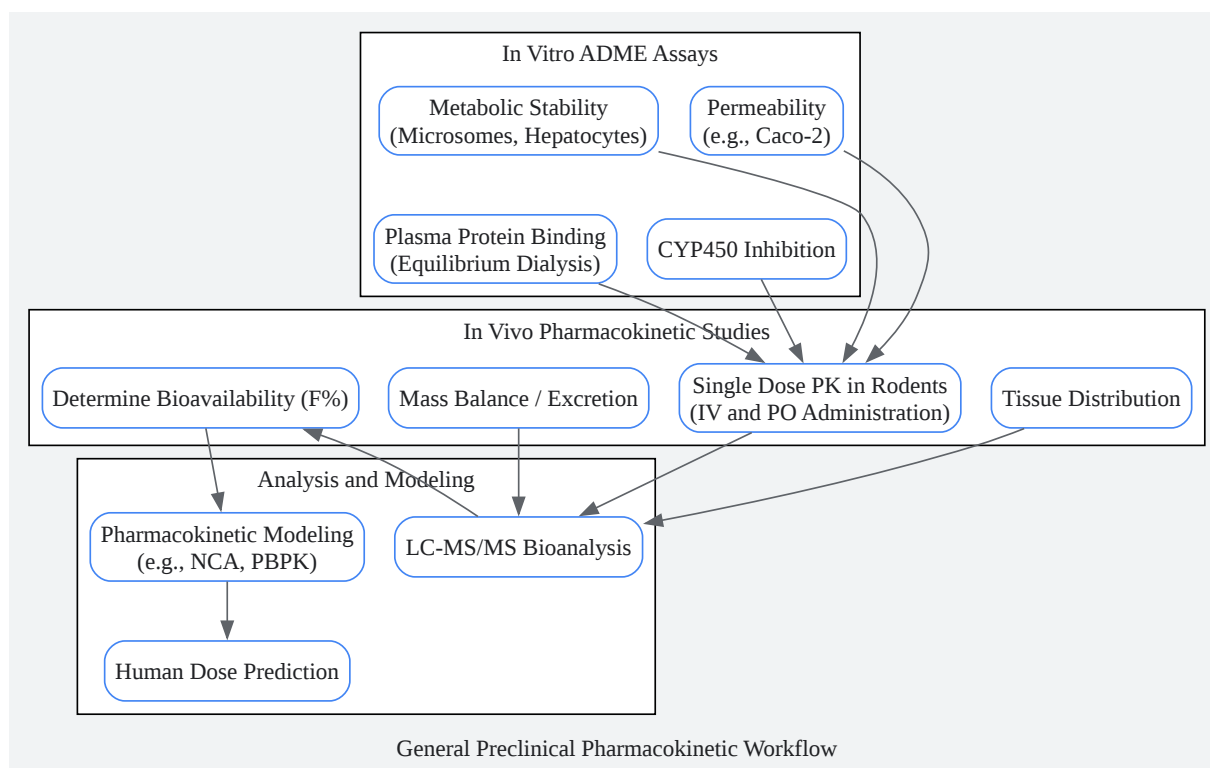 In Vitro ADME Assays
Metabolic Stability
(Microsomes, Hepatocytes)
Permeability
(e.g., Caco-2)
Plasma Protein Binding
(Equilibrium Dialysis)
CYP450 Inhibition
In Vivo Pharmacokinetic Studies
Determine Bioavailability (F%)
Mass Balance / Excretion
Single Dose PK in Rodents
(IV and PO Administration)
Tissue Distribution
Analysis and Modeling
Pharmacokinetic Modeling
(e.g., NCA, PBPK)
LC-MS/MS Bioanalysis
Human Dose Prediction
General Preclinical Pharmacokinetic Workflow